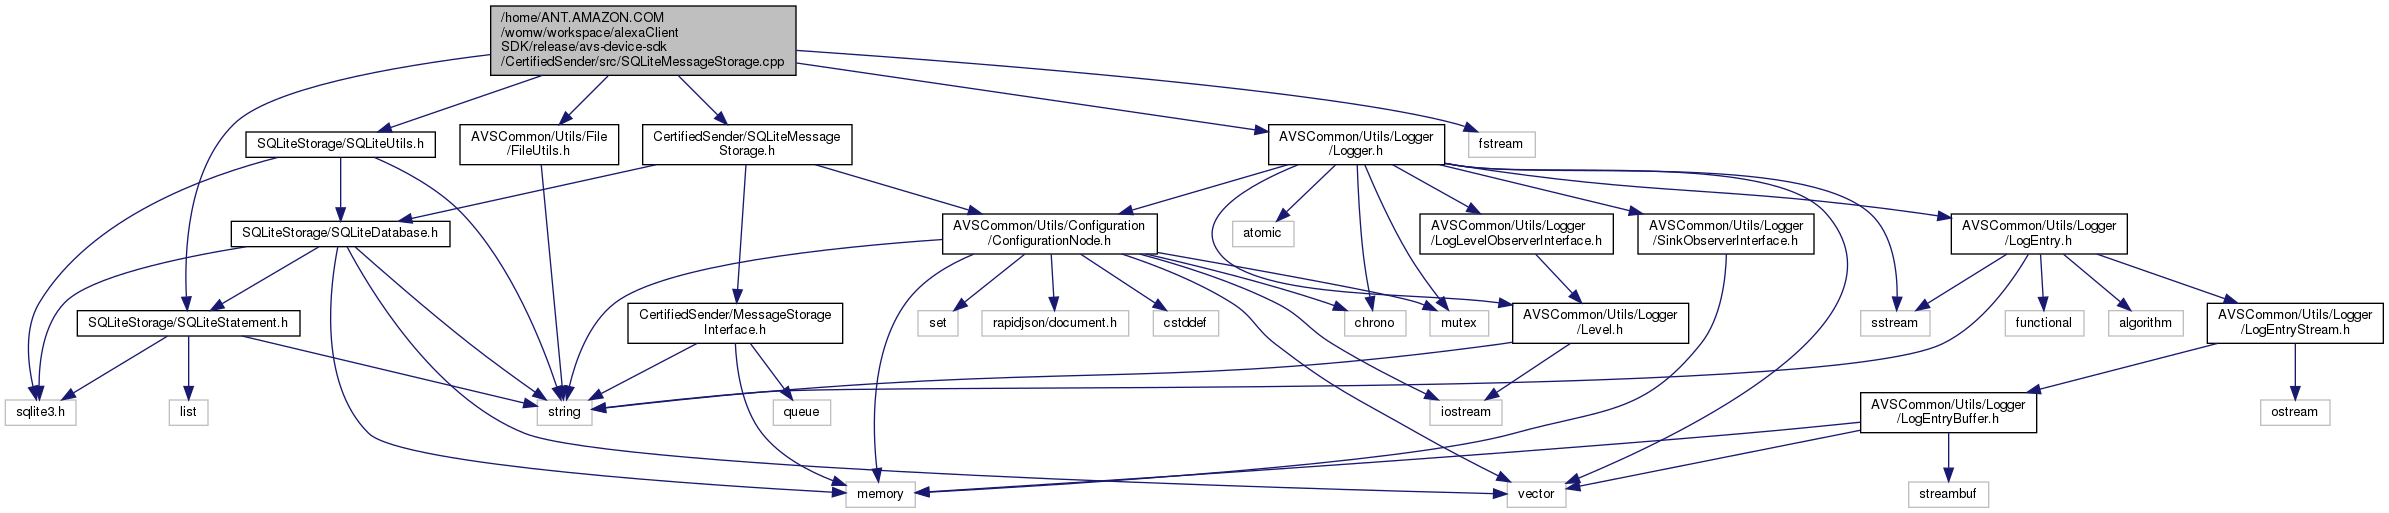 /home/ANT.AMAZON.COM
/womw/workspace/alexaClient
SDK/release/avs-device-sdk
/CertifiedSender/src/SQLiteMessageStorage.cpp
SQLiteStorage/SQLiteUtils.h
AVSCommon/Utils/File
/FileUtils.h
CertifiedSender/SQLiteMessage
Storage.h
AVSCommon/Utils/Logger
/Logger.h
fstream
SQLiteStorage/SQLiteDatabase.h
AVSCommon/Utils/Configuration
/ConfigurationNode.h
atomic
AVSCommon/Utils/Logger
/LogLevelObserverInterface.h
AVSCommon/Utils/Logger
/SinkObserverInterface.h
AVSCommon/Utils/Logger
/LogEntry.h
SQLiteStorage/SQLiteStatement.h
CertifiedSender/MessageStorage
Interface.h
set
rapidjson/document.h
cstddef
chrono
mutex
AVSCommon/Utils/Logger
/Level.h
sstream
functional
algorithm
AVSCommon/Utils/Logger
/LogEntryStream.h
sqlite3.h
list
string
queue
iostream
AVSCommon/Utils/Logger
/LogEntryBuffer.h
ostream
memory
vector
streambuf